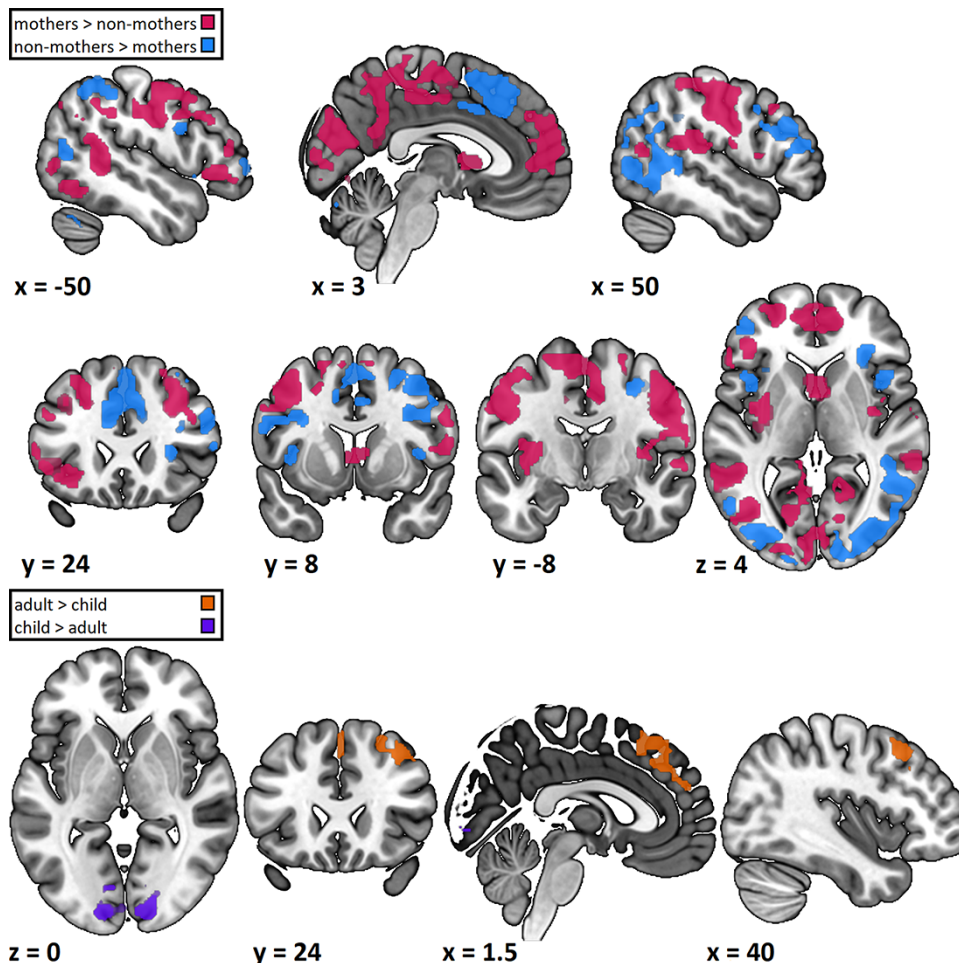 mothers > non-mothers
non-mothers > mothers
x = -50
x = 3
x = 50
y = 24
y = 8
y = -8
z = 4
adult > child
child > adult
z = 0
y = 24
x = 1.5
x = 40